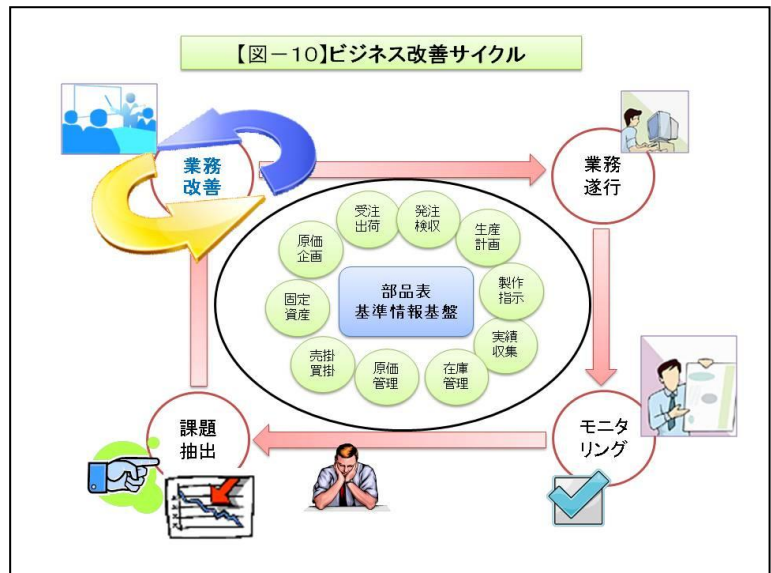 【図－10】ビジネス改善サイクル
業務
改善
業務
遂行
受注
出荷
発注
検収
生産
計画
原価
企画
製作
指示
固定
資産
部品表
基準情報基盤
実績
収集
売掛
買掛
原価
管理
在庫
管理
課題
抽出
モニタ
リング